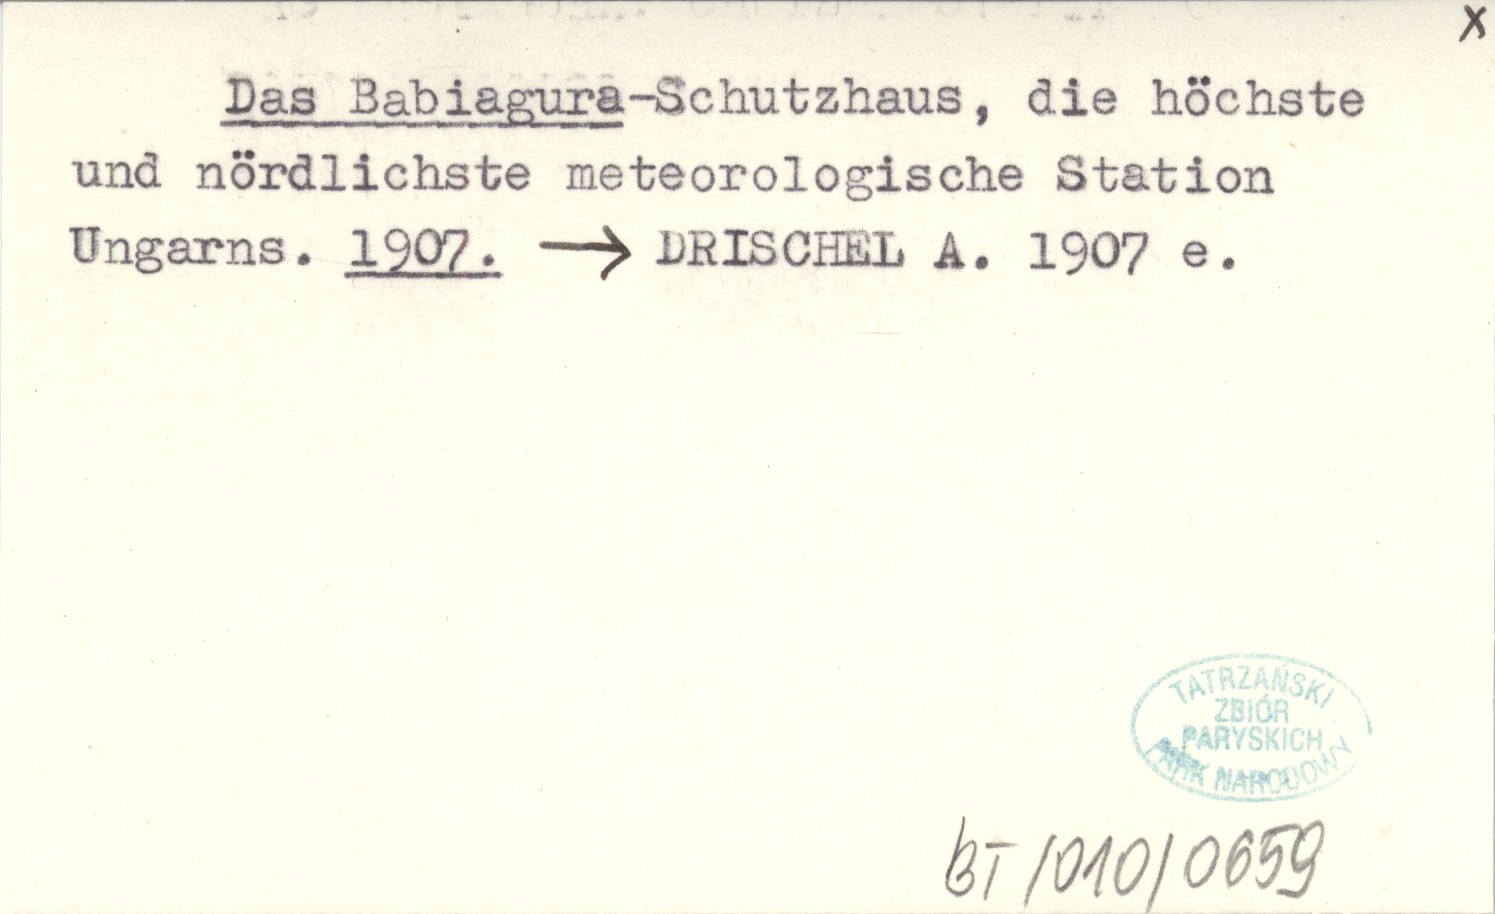 x
Das Babiagura-Schutzhaus, die höchste
und nördlichste meteorologische Station
Ungarns. 1907. → DRISCHEL A. 1907 e.
TATRZAŃSKI
ZBIÓR
PARYSKICH
PARK NARODOWY
BT/010/0659